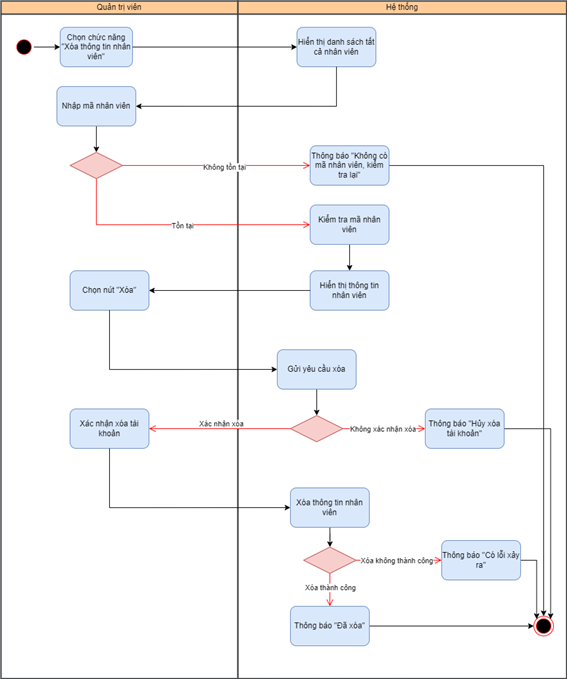 Quản trị viên
Hệ thống
Chọn chức năng
"Xóa thông tin nhân
viên"
Hiển thị danh sách tất
cả nhân viên
Nhập mã nhân viên
Không tồn tại
Thông báo "Không có
mã nhân viên, kiểm
tra lại"
Tồn tại
Kiểm tra mã nhân
viên
Chọn nút "Xóa"
Hiển thị thông tin
nhân viên
Gửi yêu cầu xóa
Xác nhận xóa tài
khoản
Xác nhận xóa
Không xác nhận xóa
Thông báo "Hủy xóa
tài khoản"
Xóa thông tin nhân
viên
Xóa không thành công
Thông báo "Có lỗi xảy
ra"
Xóa thành công
Thông báo "Đã xóa"